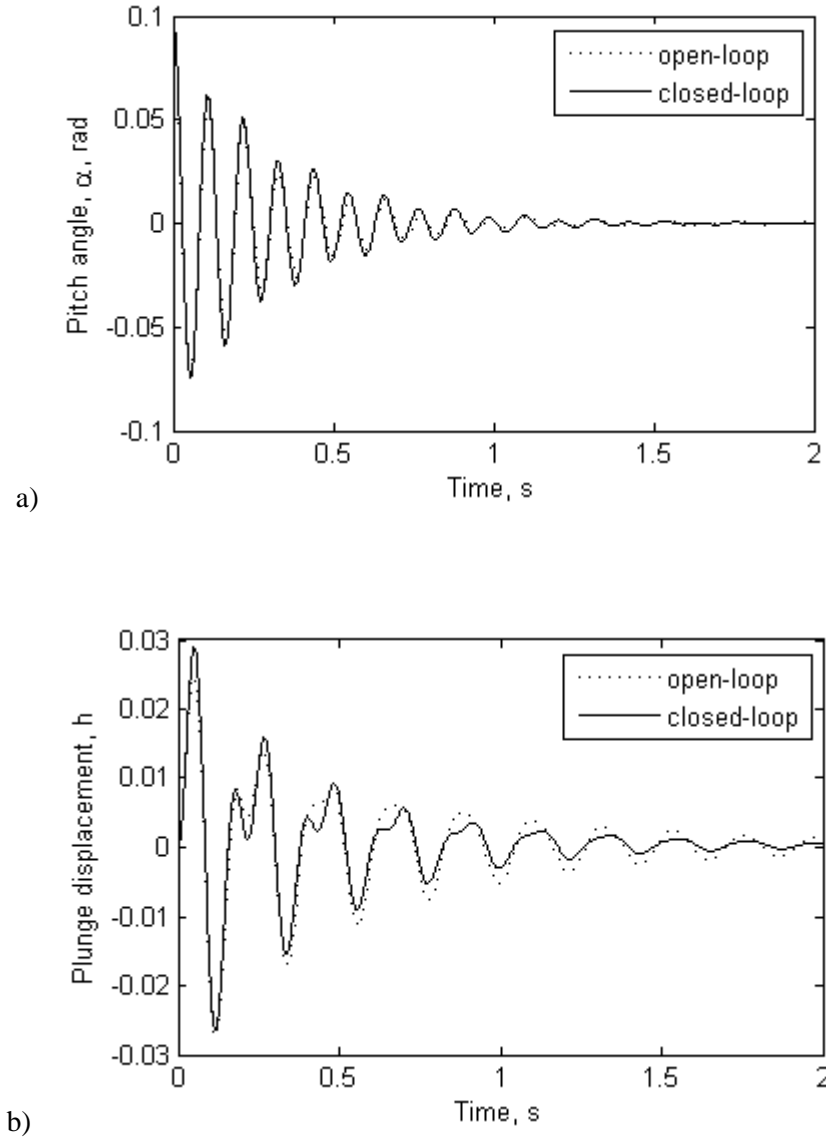 0.1
0.05
0
-0.05
-0.1
Pitch angle, α, rad
open-loop
closed-loop
0 0.5 1 1.5 2
Time, s
a)
0.03
0.02
0.01
0
-0.01
-0.02
-0.03
Plunge displacement, h
open-loop
closed-loop
0 0.5 1 1.5 2
Time, s
b)